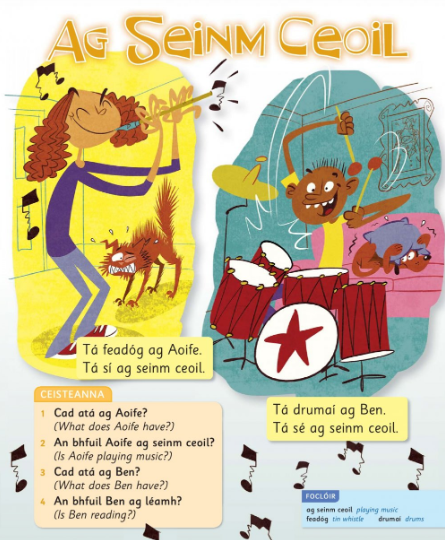 AG SEINM CEOIL
Tá feadóg ag Aoife.
Tá sí ag seinm ceoil.
Tá drumaí ag Ben.
Tá sé ag seinm ceoil.
CEISTEANNA
1 Cad atá ag Aoife?
(What does Aoife have?)
2 An bhfuil Aoife ag seinm ceoil?
(Is Aoife playing music?)
3 Cad atá ag Ben?
(What does Ben have?)
4 An bhfuil Ben ag léamh?
(Is Ben reading?)
FOCLÓIR
ag seinm ceoil playing music
feadóg tin whistle drumaí drums